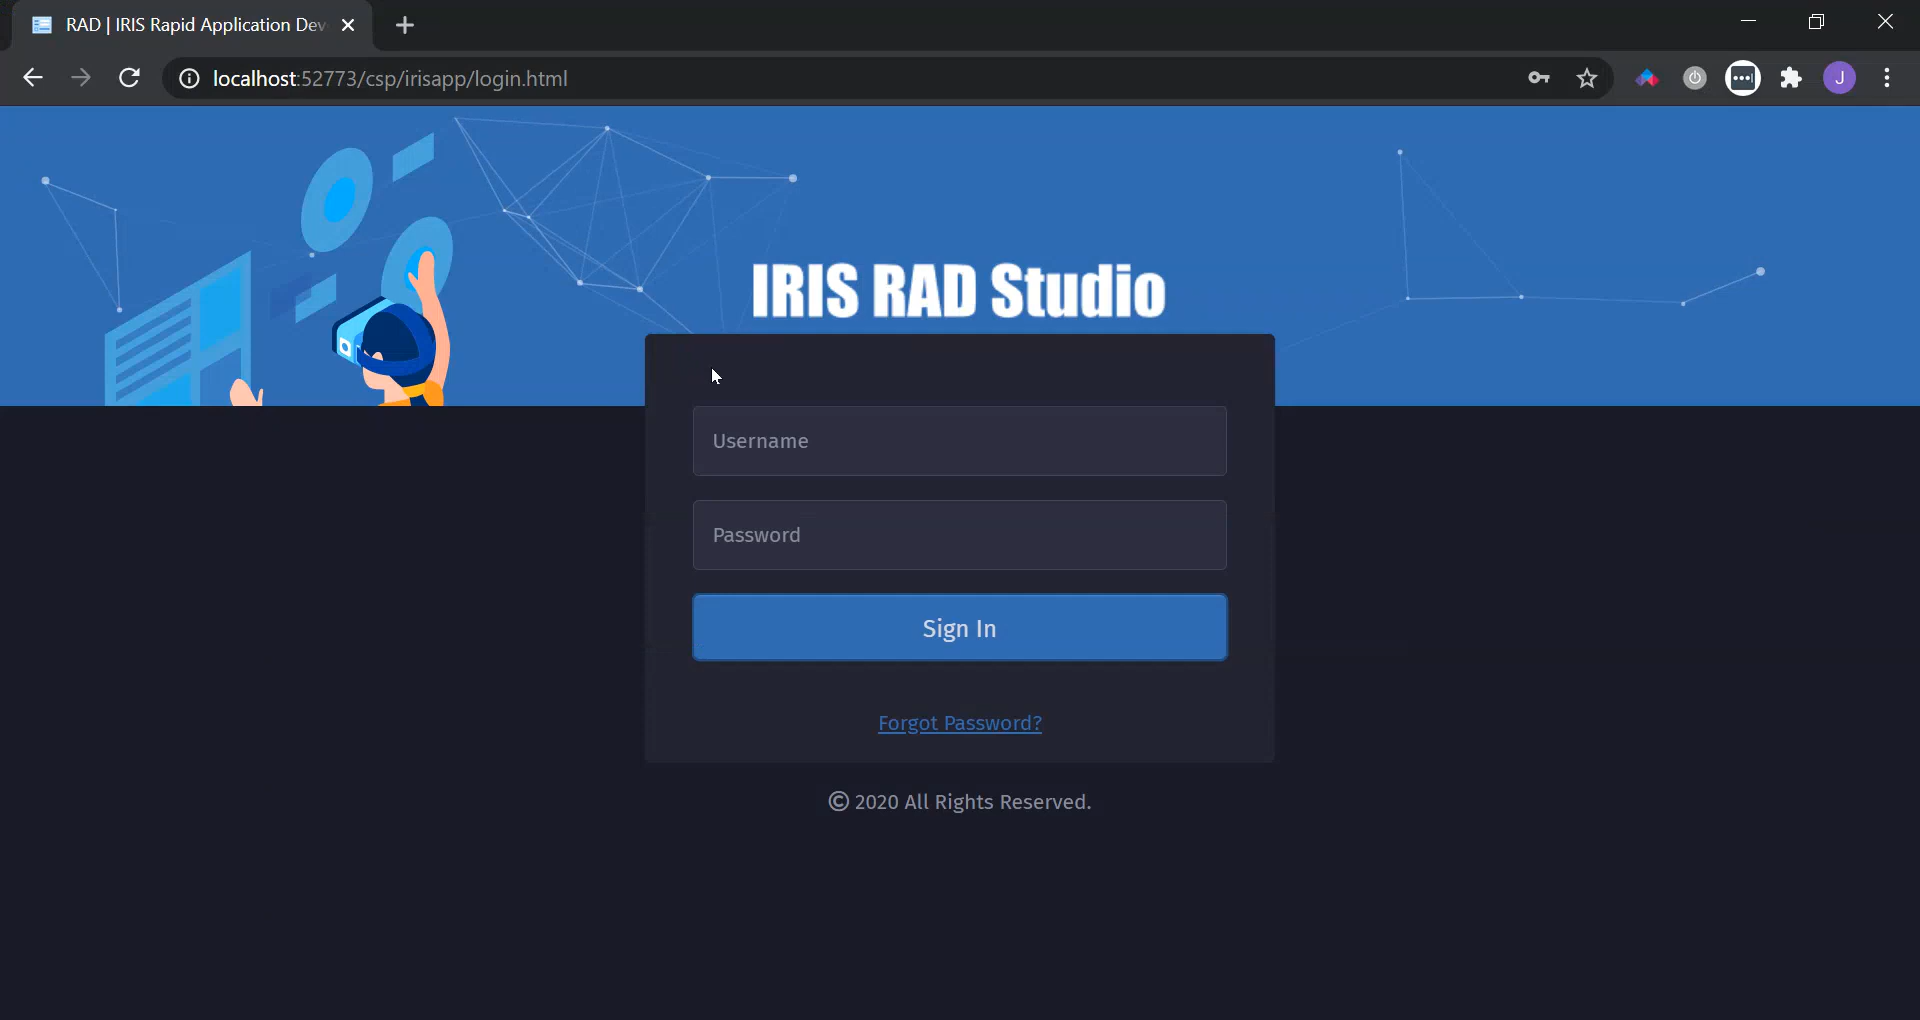 RAD | IRIS Rapid Application Dev
localhost:52773/csp/irisapp/login.html
J
IRIS RAD Studio
Username
Password
Sign In
Forgot Password?
© 2020 All Rights Reserved.